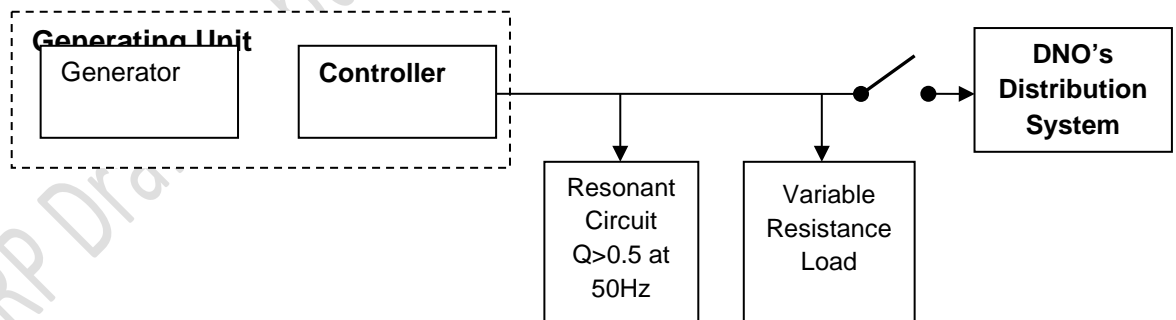 Generating Unit
Generator
Controller
DNO's
Distribution
System
Resonant
Circuit
Q>0.5 at
50Hz
Variable
Resistance
Load